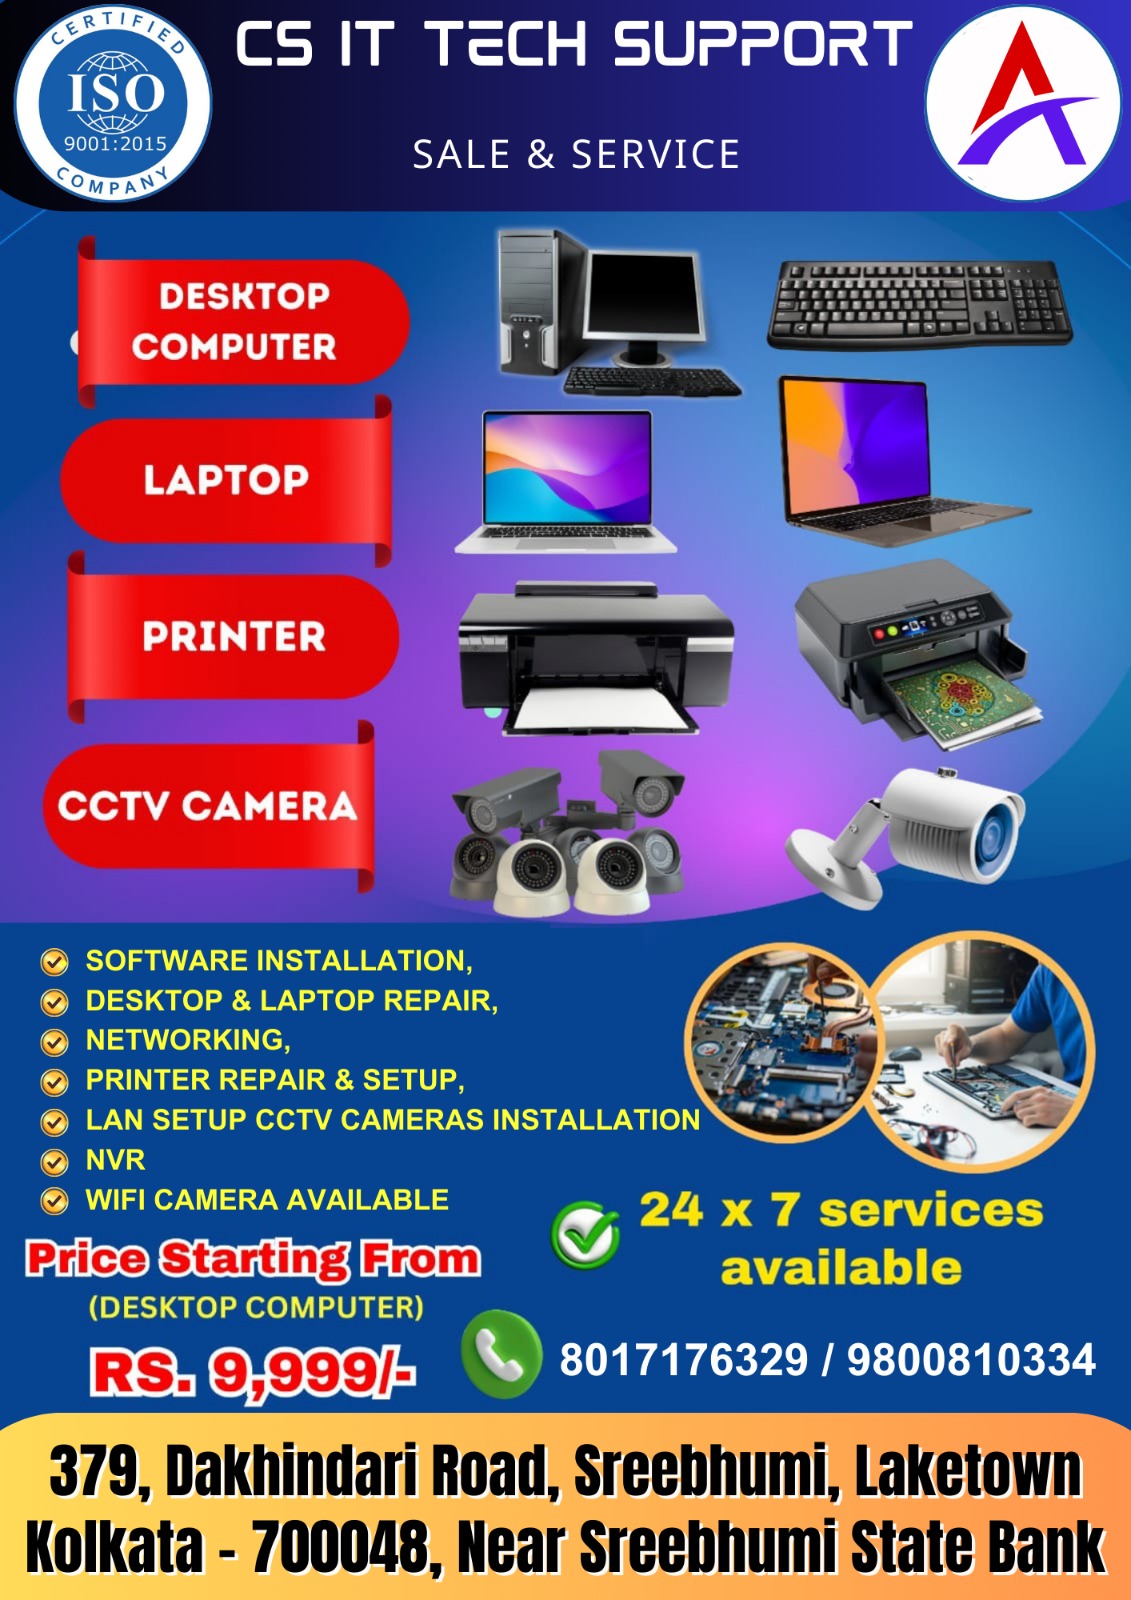 CERTIFIED
ISO
9001:2015
COMPANY
CS IT TECH SUPPORT
SALE & SERVICE
DESKTOP
COMPUTER
LAPTOP
PRINTER
CCTV CAMERA
SOFTWARE INSTALLATION,
DESKTOP & LAPTOP REPAIR,
NETWORKING,
PRINTER REPAIR & SETUP,
LAN SETUP CCTV CAMERAS INSTALLATION
NVR
WIFI CAMERA AVAILABLE
24 x 7 services
available
Price Starting From
(DESKTOP COMPUTER)
RS. 9,999/-
8017176329 / 9800810334
379, Dakhindari Road, Sreebhumi, Laketown
Kolkata - 700048, Near Sreebhumi State Bank